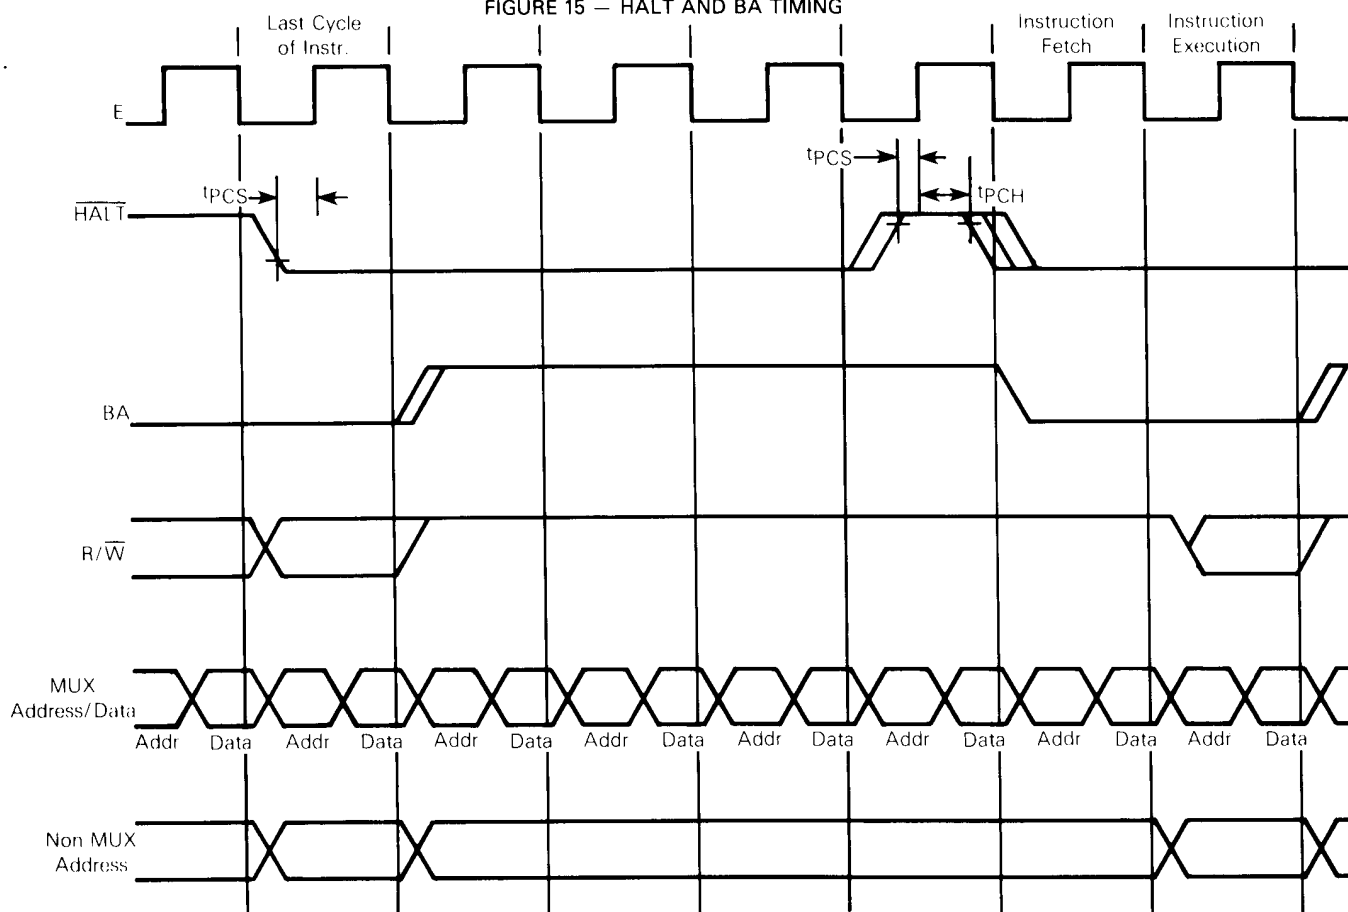 FIGURE 15 — HALT AND BA TIMING
Last Cycle
of Instr.
Instruction
Fetch
Instruction
Execution
E
tPCS
tPCS
tPCH
HALT
BA
R/W
MUX
Address/Data
Addr Data Addr Data Addr Data Addr Data Addr Data Addr Data Addr Data Addr Data
Non MUX
Address